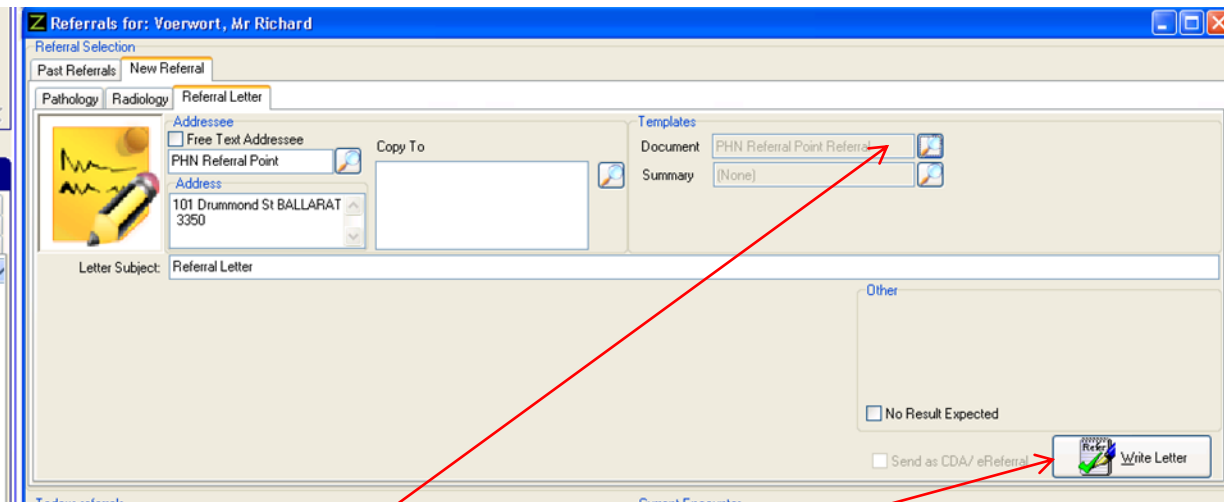 Referrals for: Voerwort, Mr Richard
Referral Selection
Past Referrals New Referral
Pathology Radiology Referral Letter
Addressee
Free Text Addressee
PHN Referral Point
Address
101 Drummond St BALLARAT
3350
Copy To
Templates
Document PHN Referral Point Referral
Summary (None)
Letter Subject: Referral Letter
Other
No Result Expected
Send as CDA/ eReferral
Refer
Write Letter